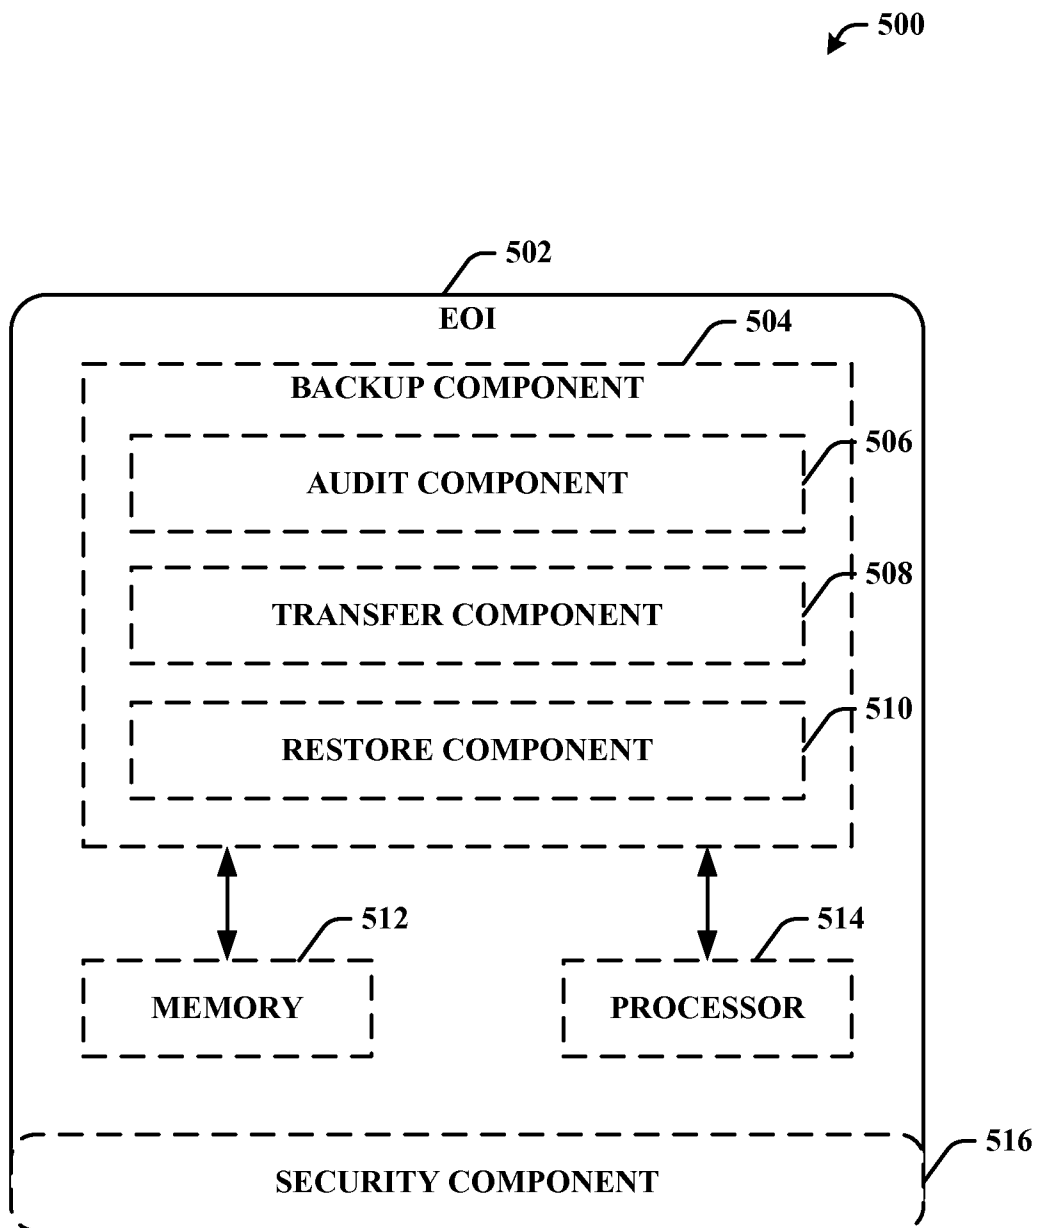 500
502
EOI
504
BACKUP COMPONENT
506
AUDIT COMPONENT
508
TRANSFER COMPONENT
510
RESTORE COMPONENT
512
514
MEMORY
PROCESSOR
516
SECURITY COMPONENT